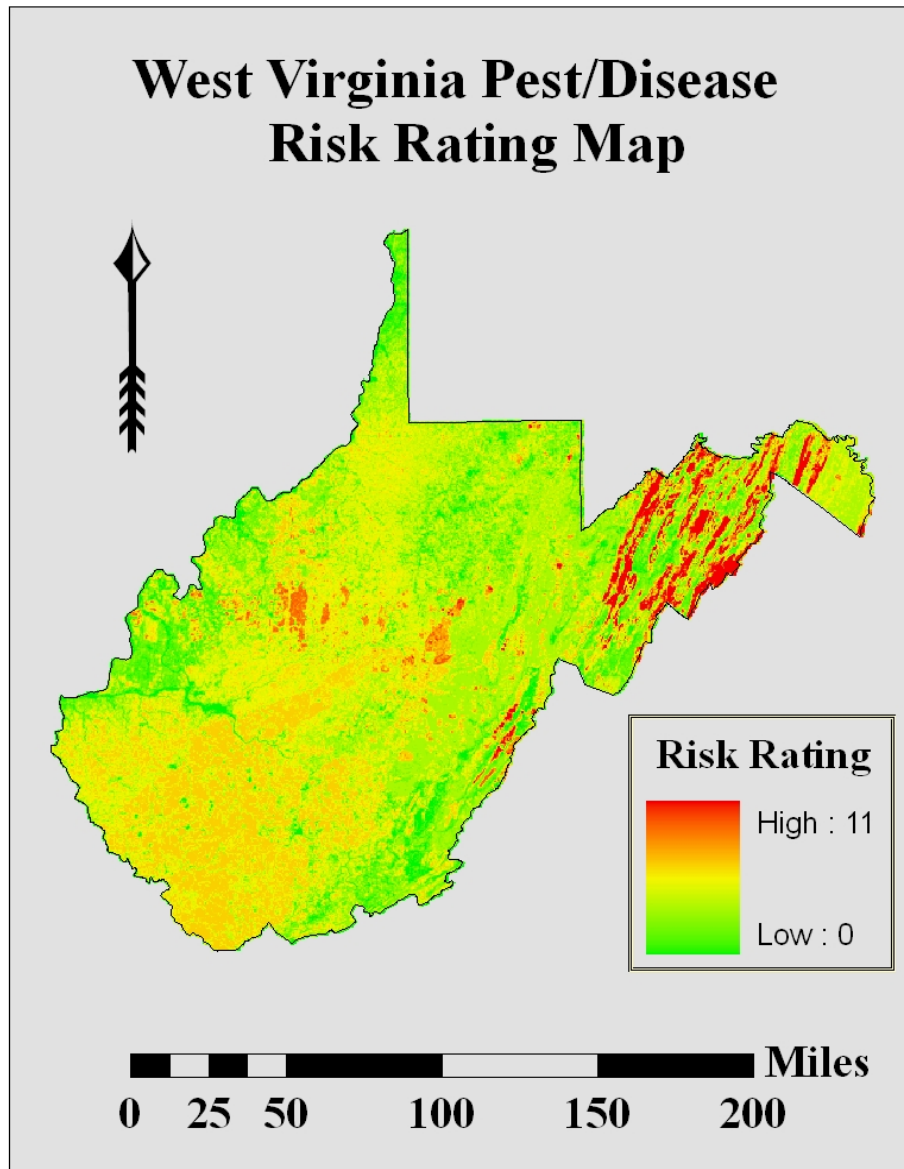 West Virginia Pest/Disease
Risk Rating Map
Risk Rating
High : 11
Low : 0
Miles
0 25 50 100 150 200